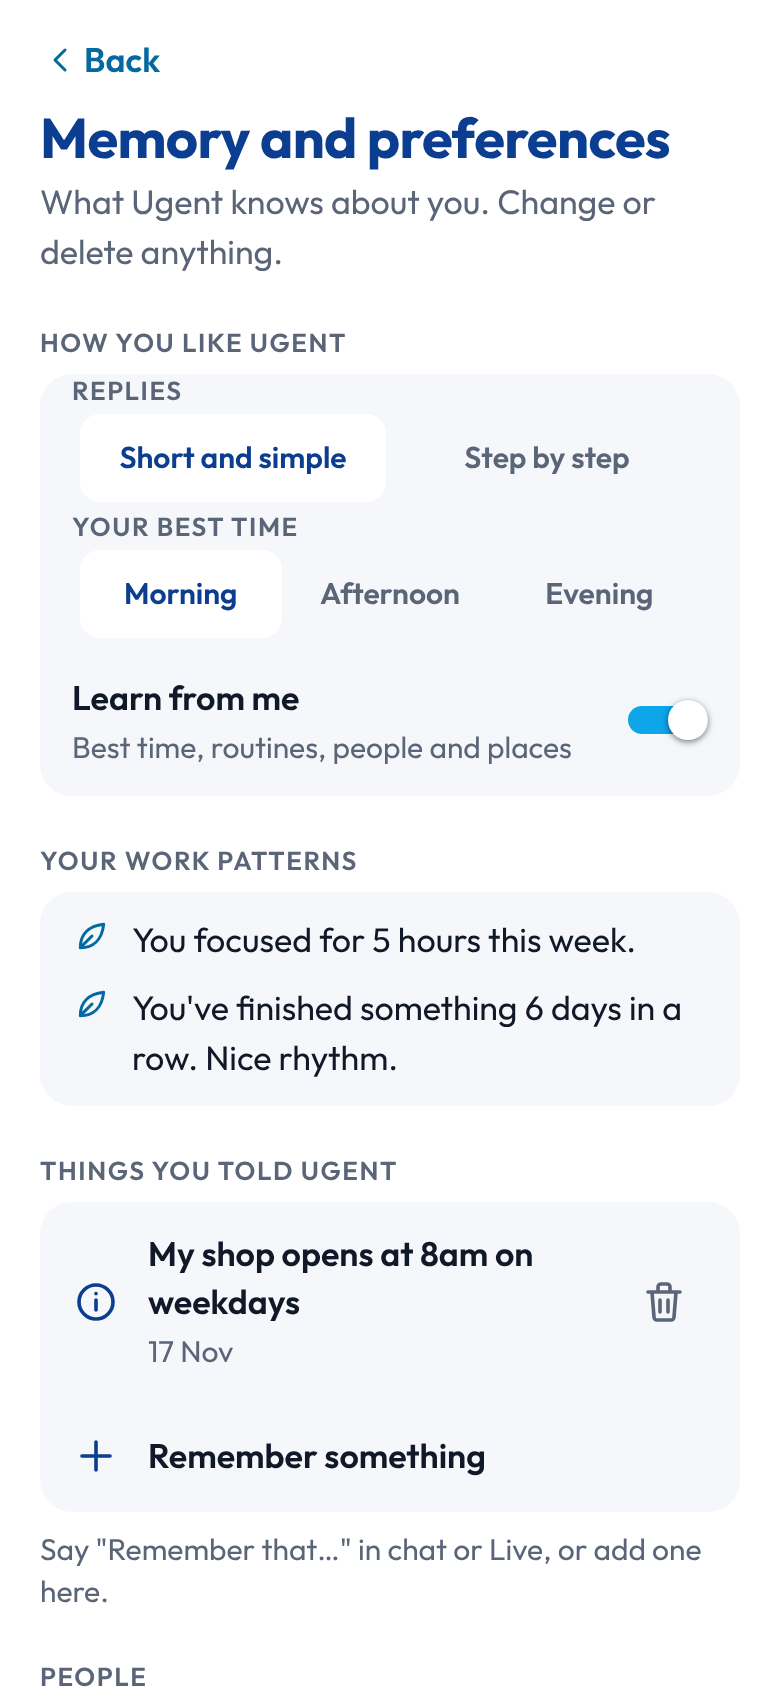 Back
Memory and preferences
What Ugent knows about you. Change or
delete anything.
HOW YOU LIKE UGENT
REPLIES
Short and simple
Step by step
YOUR BEST TIME
Morning
Afternoon
Evening
Learn from me
Best time, routines, people and places
YOUR WORK PATTERNS
You focused for 5 hours this week.
You've finished something 6 days in a
row. Nice rhythm.
THINGS YOU TOLD UGENT
My shop opens at 8am on
weekdays
17 Nov
Remember something
Say "Remember that…" in chat or Live, or add one
here.
PEOPLE